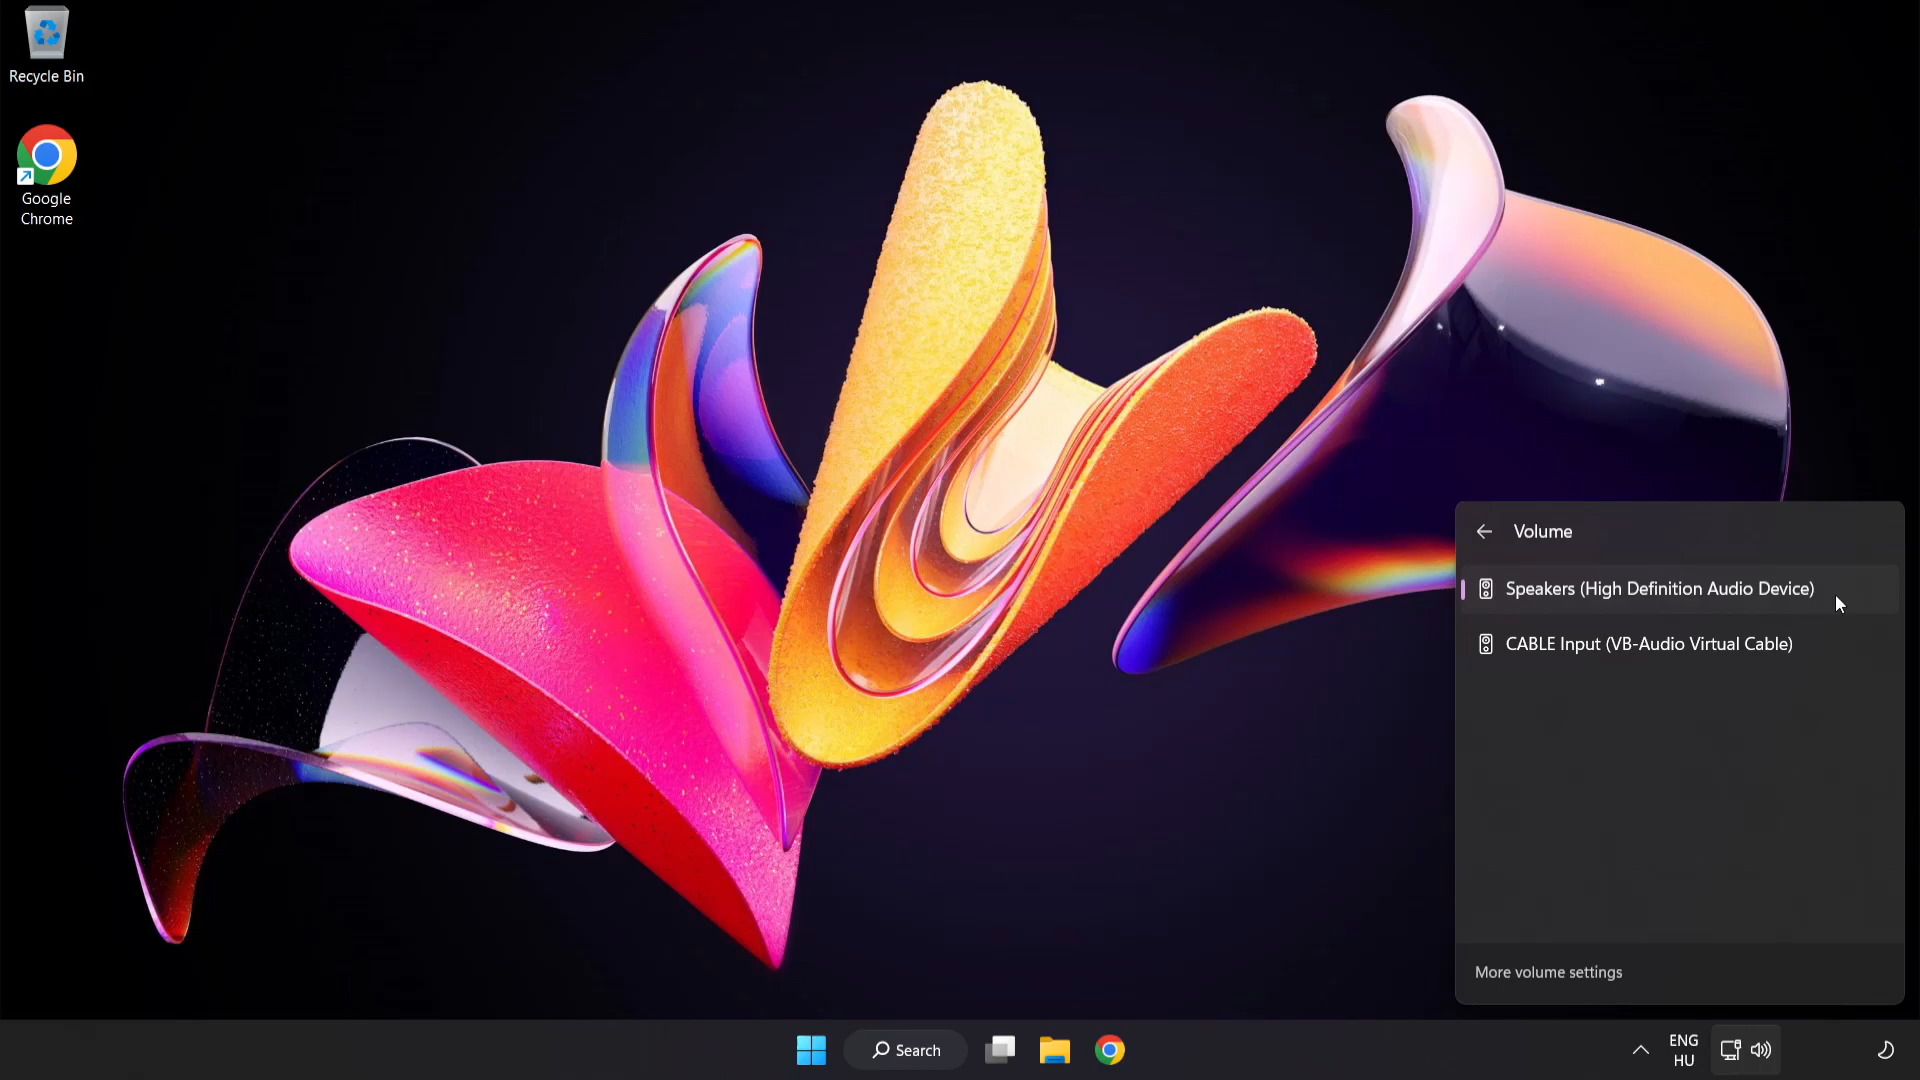 Recycle Bin
Google
Chrome
Volume
Speakers (High Definition Audio Device)
CABLE Input (VB-Audio Virtual Cable)
More volume settings
Search
ENG
HU